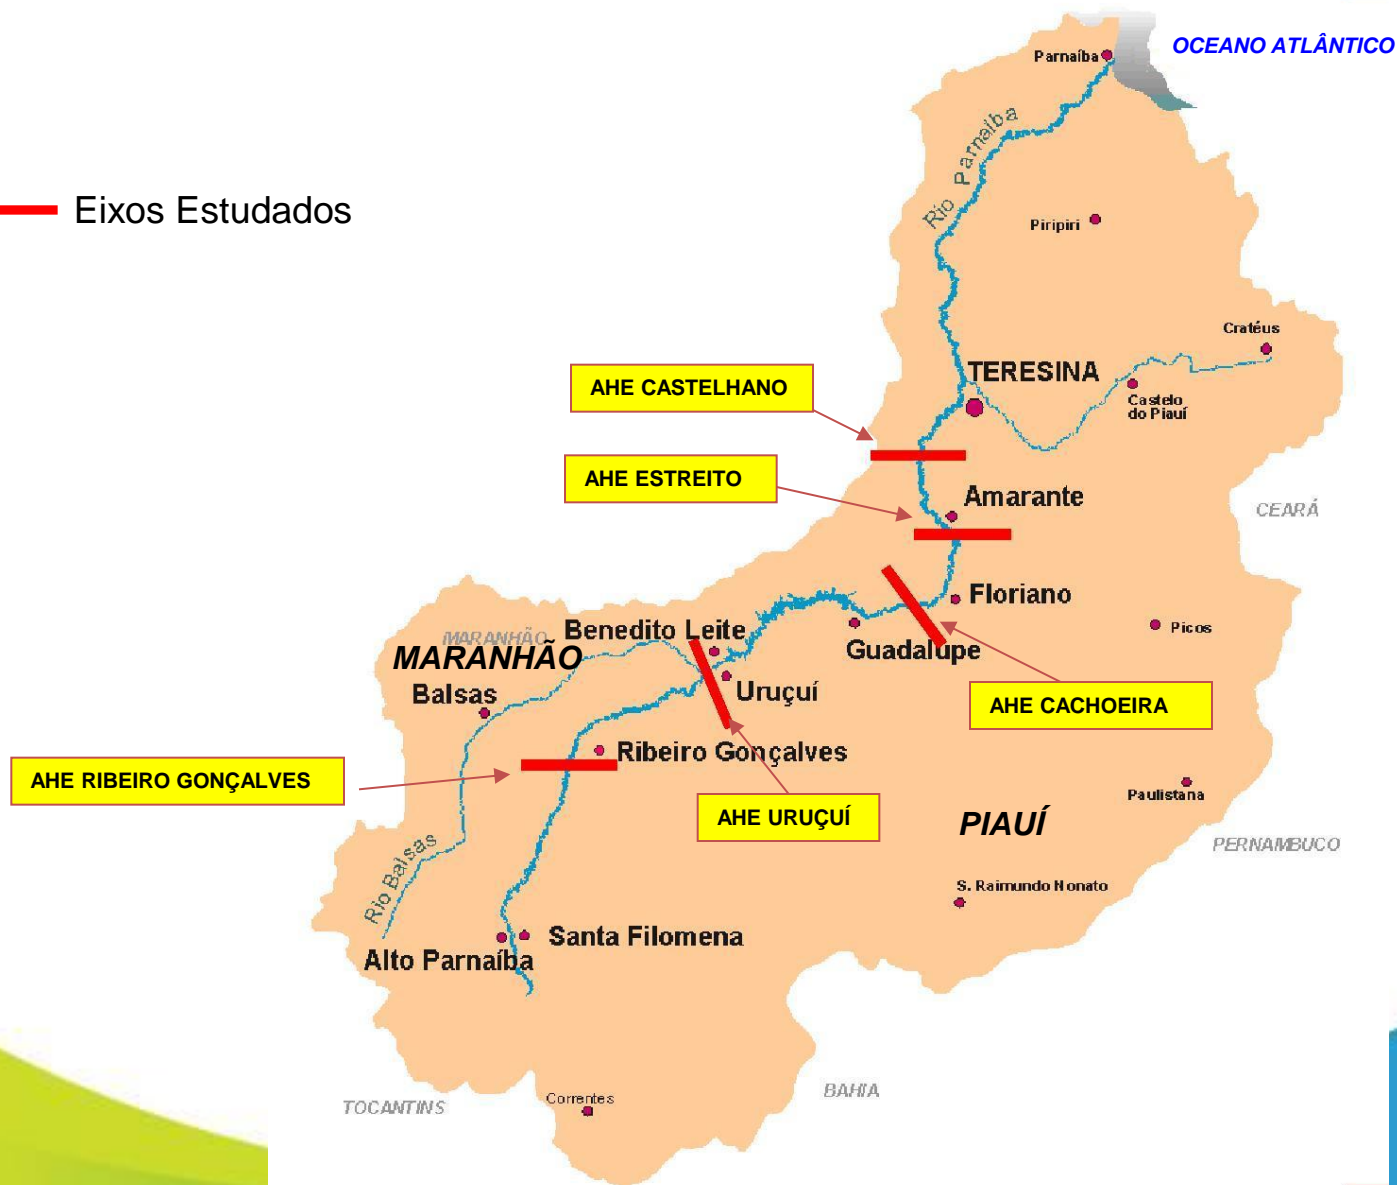 OCEANO ATLÂNTICO
Parnaíba
Rio Parnaíba
Eixos Estudados
Piripiri
Cratéus
TERESINA
AHE CASTELHANO
Castelo
do Piauí
AHE ESTREITO
Amarante
CEARÁ
Floriano
Benedito Leite
Picos
MARANHÃO
MARANHÃO
Guadalupe
Balsas
Uruçuí
AHE CACHOEIRA
Ribeiro Gonçalves
AHE RIBEIRO GONÇALVES
Paulistana
AHE URUÇUÍ
PIAUÍ
PERNAMBUCO
Rio Balsas
S. Raimundo Nonato
Santa Filomena
Alto Parnaíba
BAHIA
Correntes
TOCANTINS